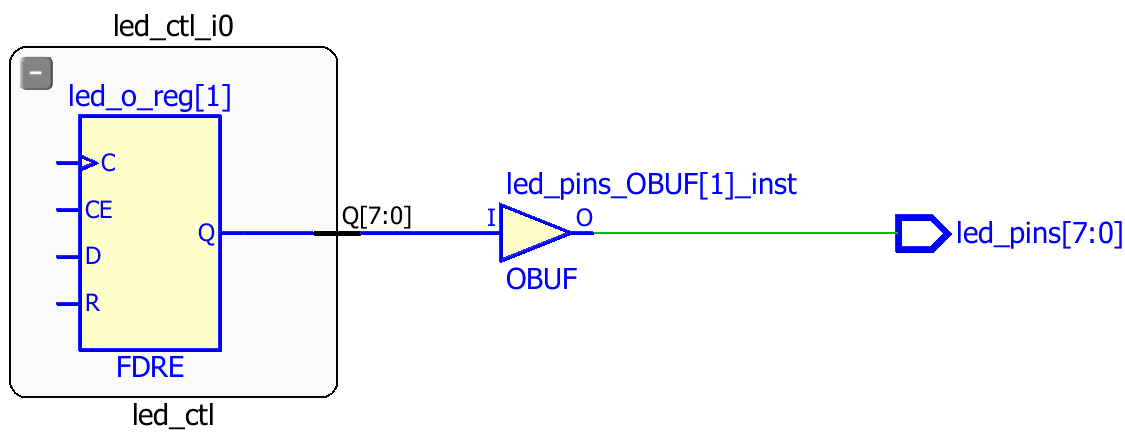 led_ctl_i0
led_o_reg[1]
C
CE
D
R
Q
FDRE
led_ctl
Q[7:0]
led_pins_OBUF[1]_inst
I
O
OBUF
led_pins[7:0]